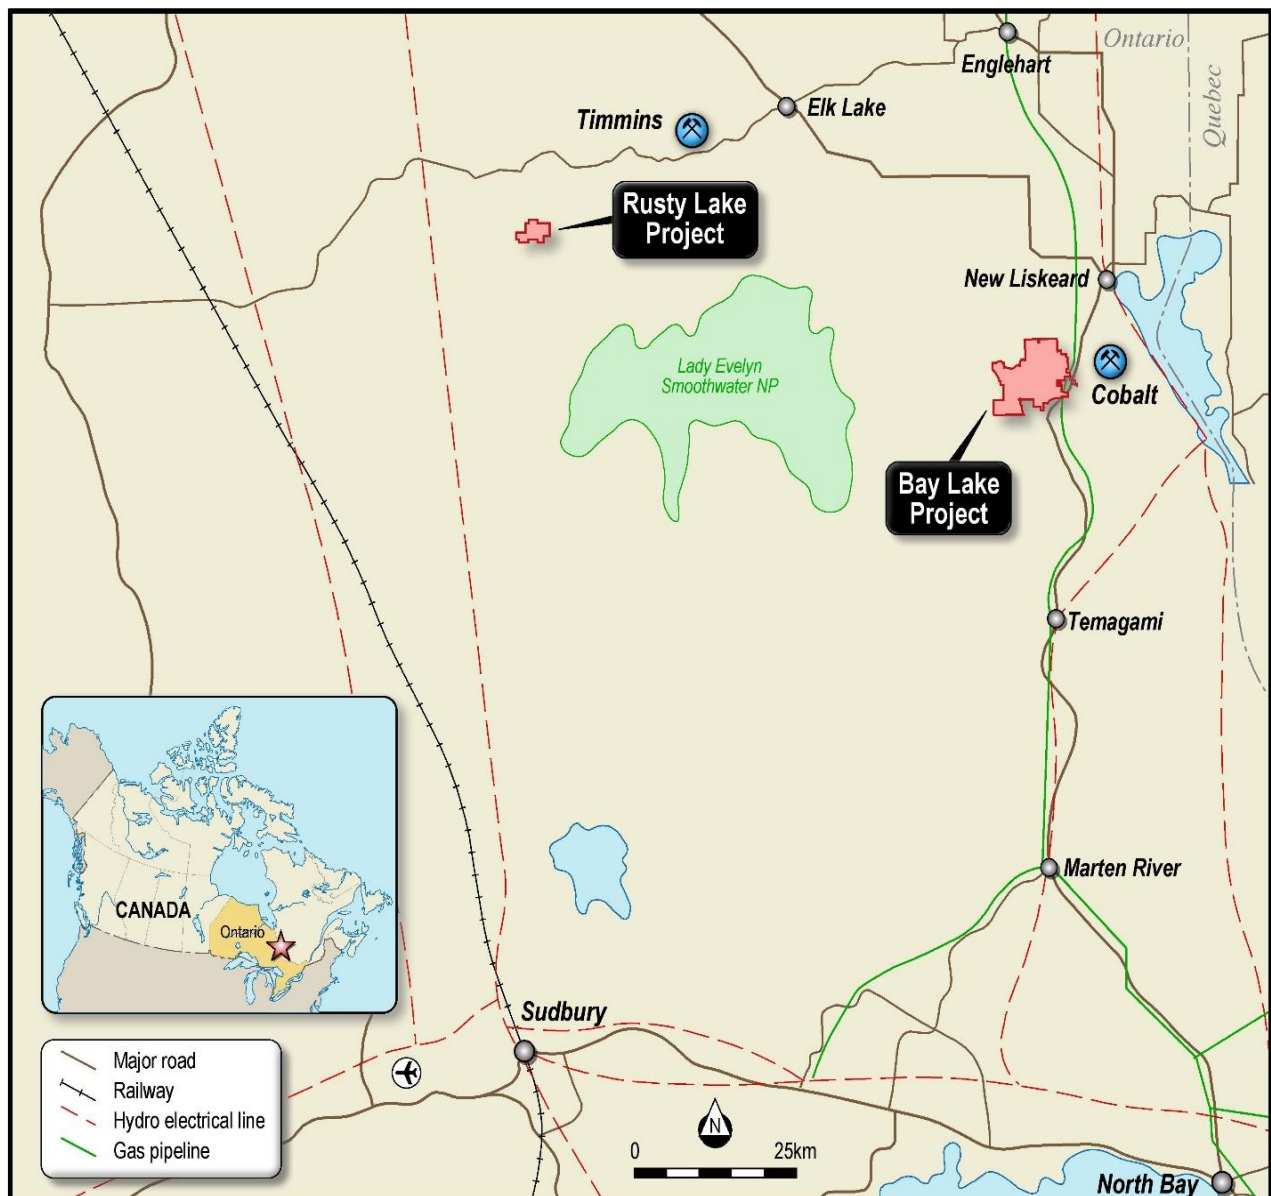 Ontario
Quebec
Englehart
Elk Lake
Timmins
Rusty Lake
Project
New Liskeard
Lady Evelyn
Smoothwater NP
Cobalt
Bay Lake
Project
Temagami
Marten River
CANADA
Ontario
Sudbury
Major road
Railway
Hydro electrical line
Gas pipeline
N
0 25km
North Bay